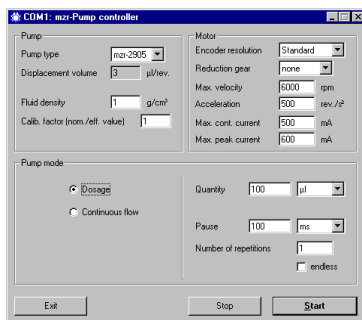 COM1: mzr-Pump controller
Pump
Pump type mzr-2905
Displacement volume 3 µl/rev.
Fluid density 1 g/cm³
Calib. factor (nom./eff. value) 1
Motor
Encoder resolution Standard
Reduction gear none
Max. velocity 6000 rpm
Acceleration 500 rev./s²
Max. cont. current 500 mA
Max. peak current 600 mA
Pump mode
Dosage
Continuous flow
Quantity 100 µl
Pause 100 ms
Number of repetitions 1
endless
Exit Stop Start